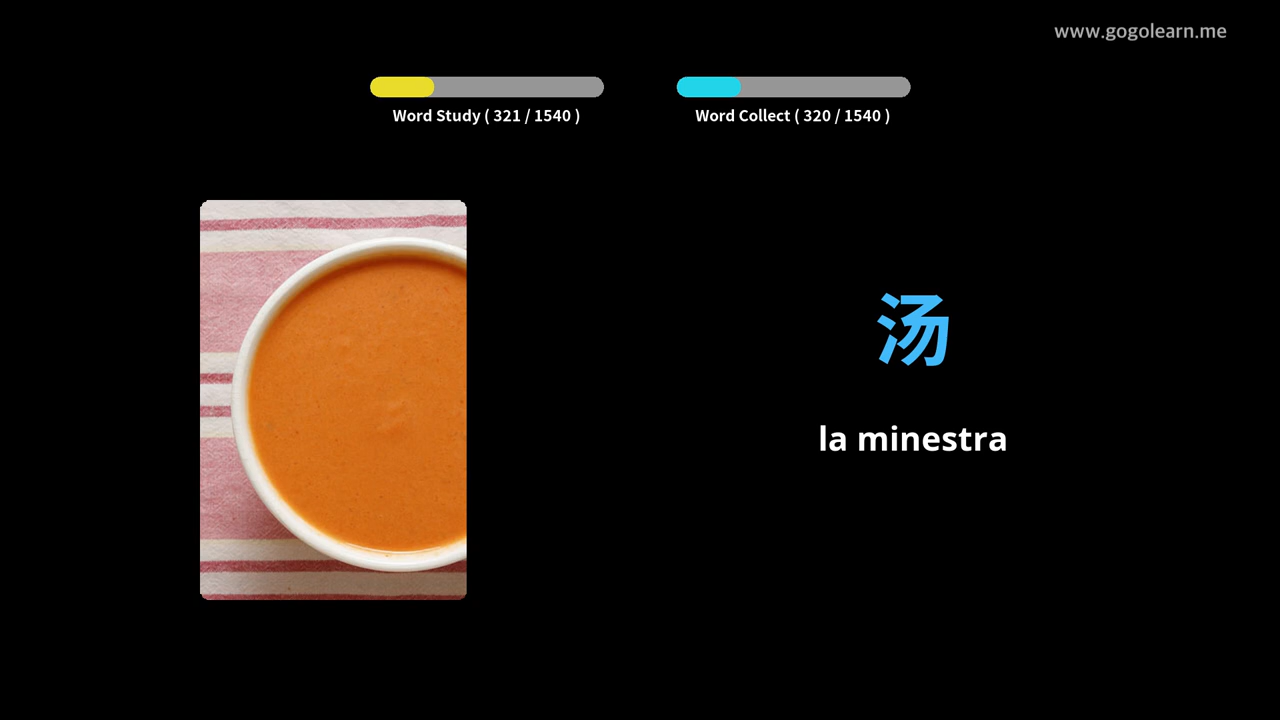 www.gogolearn.me
Word Study ( 321 / 1540 )
Word Collect ( 320 / 1540 )
汤
la minestra